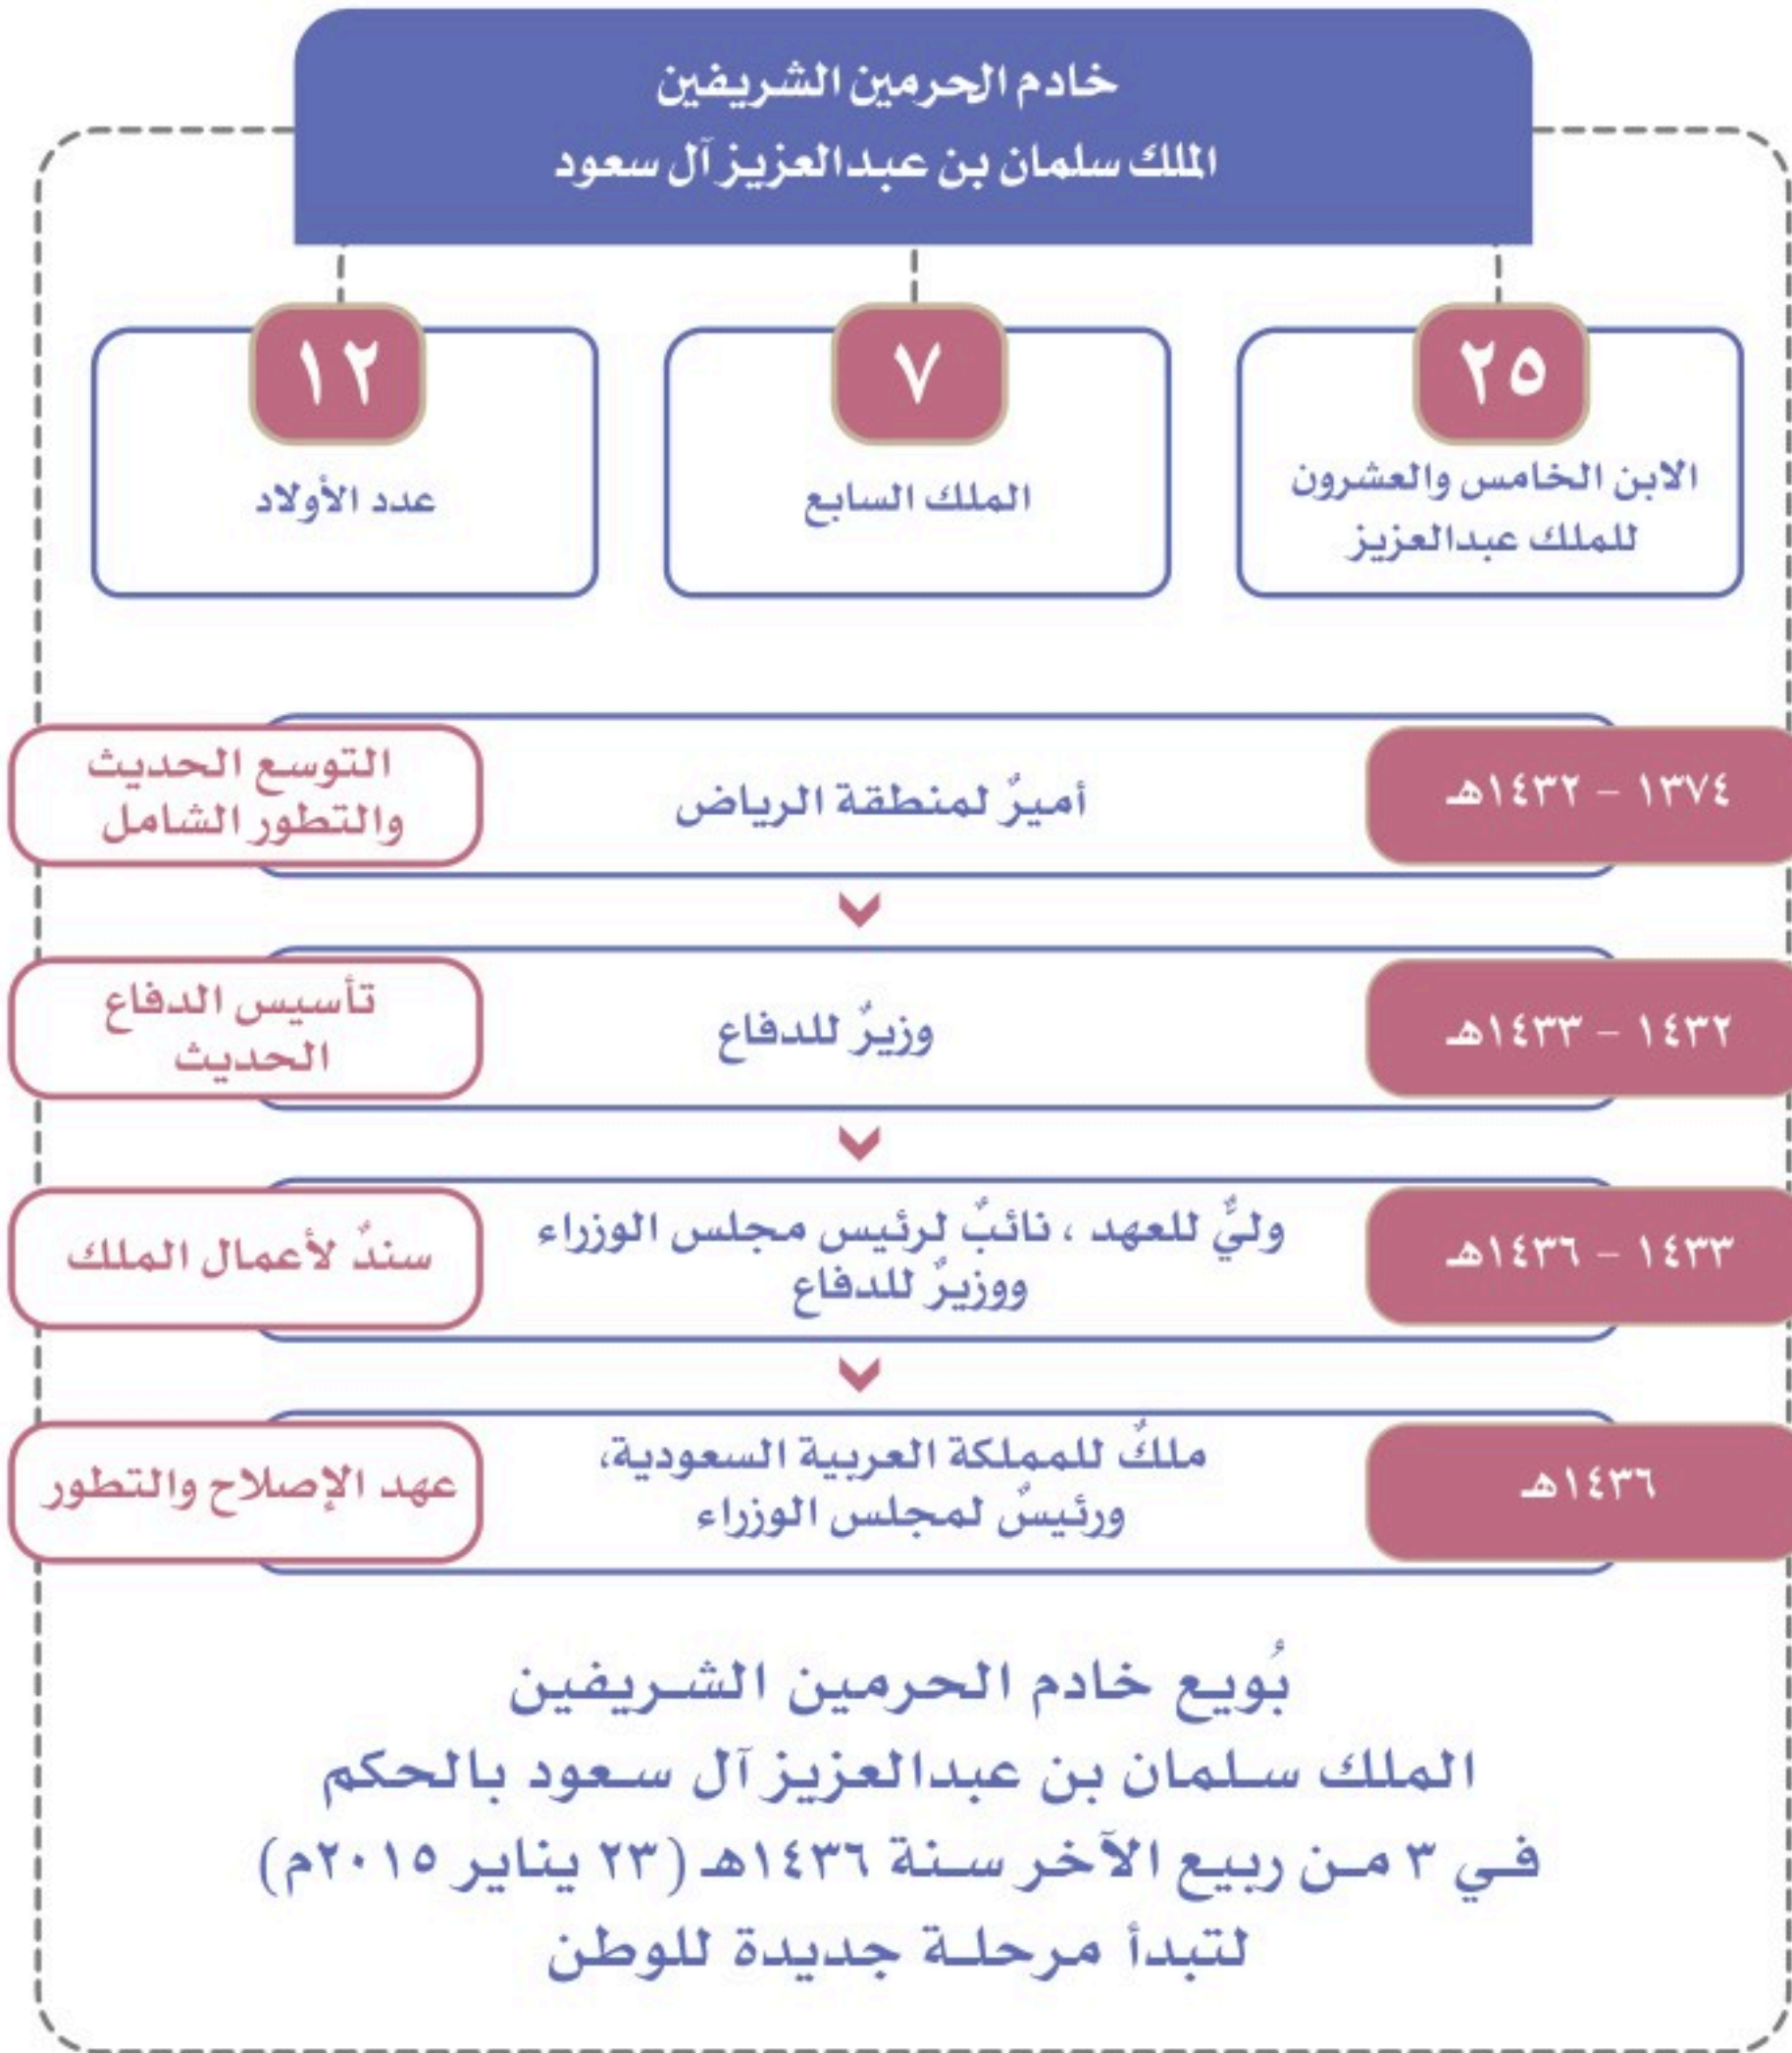 خادم الحرمين الشريفين
الملك سلمان بن عبدالعزيز آل سعود
٢٥
الابن الخامس والعشرون
للملك عبدالعزيز
٧
الملك السابع
١٢
عدد الأولاد
١٣٧٤ – ١٤٣٢هـ
أميرٌ لمنطقة الرياض
التوسع الحديث
والتطور الشامل
١٤٣٢ – ١٤٣٣هـ
وزيرٌ للدفاع
تأسيس الدفاع
الحديث
١٤٣٣ – ١٤٣٦هـ
وليٌّ للعهد ، نائبٌ لرئيس مجلس الوزراء
ووزيرٌ للدفاع
سندٌ لأعمال الملك
١٤٣٦هـ
ملكٌ للمملكة العربية السعودية،
ورئيسٌ لمجلس الوزراء
عهد الإصلاح والتطور
بُويع خادم الحرمين الشريفين
الملك سلمان بن عبدالعزيز آل سعود بالحكم
في ٣ من ربيع الآخر سنة ١٤٣٦هـ (٢٣ يناير ٢٠١٥م)
لتبدأ مرحلة جديدة للوطن